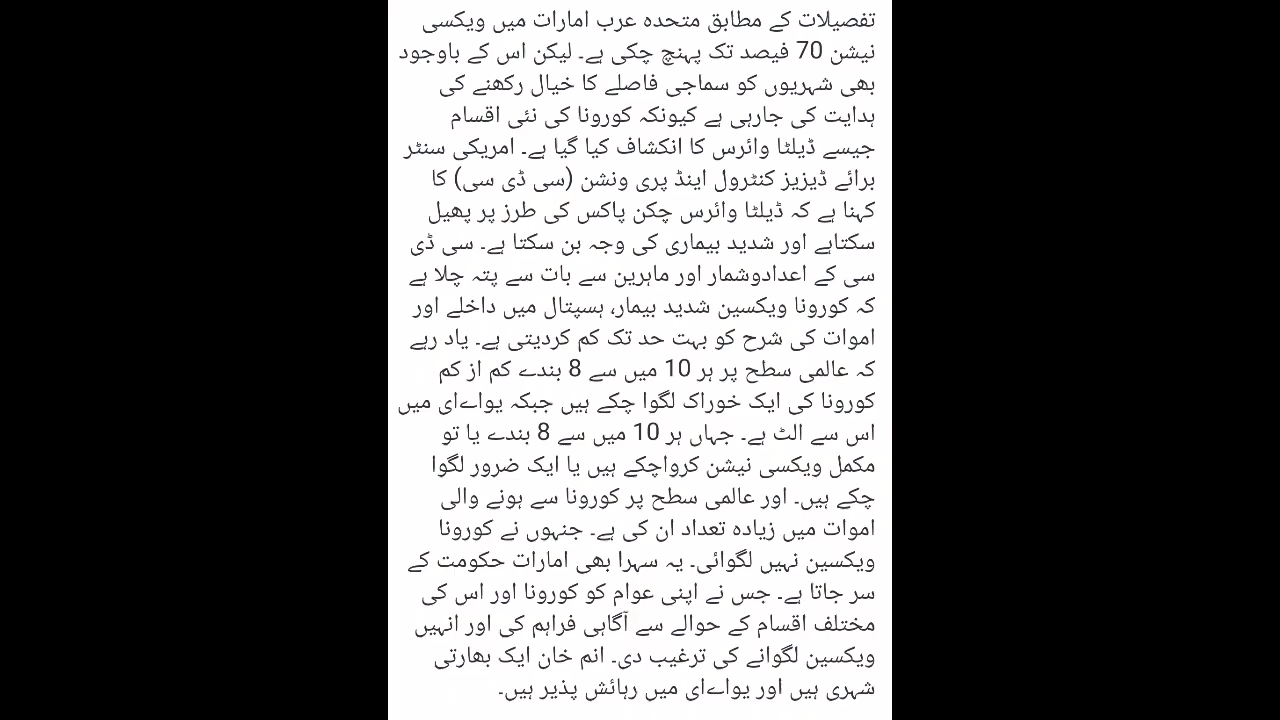 تفصیلات کے مطابق متحدہ عرب امارات میں ویکسی
نیشن 70 فیصد تک پہنچ چکی ہے۔ لیکن اس کے باوجود
بھی شہریوں کو سماجی فاصلے کا خیال رکھنے کی
ہدایت کی جارہی ہے کیونکہ کورونا کی نئی اقسام
جیسے ڈیلٹا وائرس کا انکشاف کیا گیا ہے۔ امریکی سنٹر
برائے ڈیزیز کنٹرول اینڈ پری ونشن (سی ڈی سی) کا
کہنا ہے کہ ڈیلٹا وائرس چکن پاکس کی طرز پر پھیل
سکتاہے اور شدید بیماری کی وجہ بن سکتا ہے۔ سی ڈی
سی کے اعدادوشمار اور ماہرین سے بات سے پتہ چلا ہے
کہ کورونا ویکسین شدید بیمار، ہسپتال میں داخلے اور
اموات کی شرح کو بہت حد تک کم کردیتی ہے۔ یاد رہے
کہ عالمی سطح پر ہر 10 میں سے 8 بندے کم از کم
کورونا کی ایک خوراک لگوا چکے ہیں جبکہ یواےای میں
اس سے الٹ ہے۔ جہاں ہر 10 میں سے 8 بندے یا تو
مکمل ویکسی نیشن کرواچکے ہیں یا ایک ضرور لگوا
چکے ہیں۔ اور عالمی سطح پر کورونا سے ہونے والی
اموات میں زیادہ تعداد ان کی ہے۔ جنہوں نے کورونا
ویکسین نہیں لگوائی۔ یہ سہرا بھی امارات حکومت کے
سر جاتا ہے۔ جس نے اپنی عوام کو کورونا اور اس کی
مختلف اقسام کے حوالے سے آگاہی فراہم کی اور انہیں
ویکسین لگوانے کی ترغیب دی۔ انم خان ایک بھارتی
شہری ہیں اور یواےای میں رہائش پذیر ہیں۔